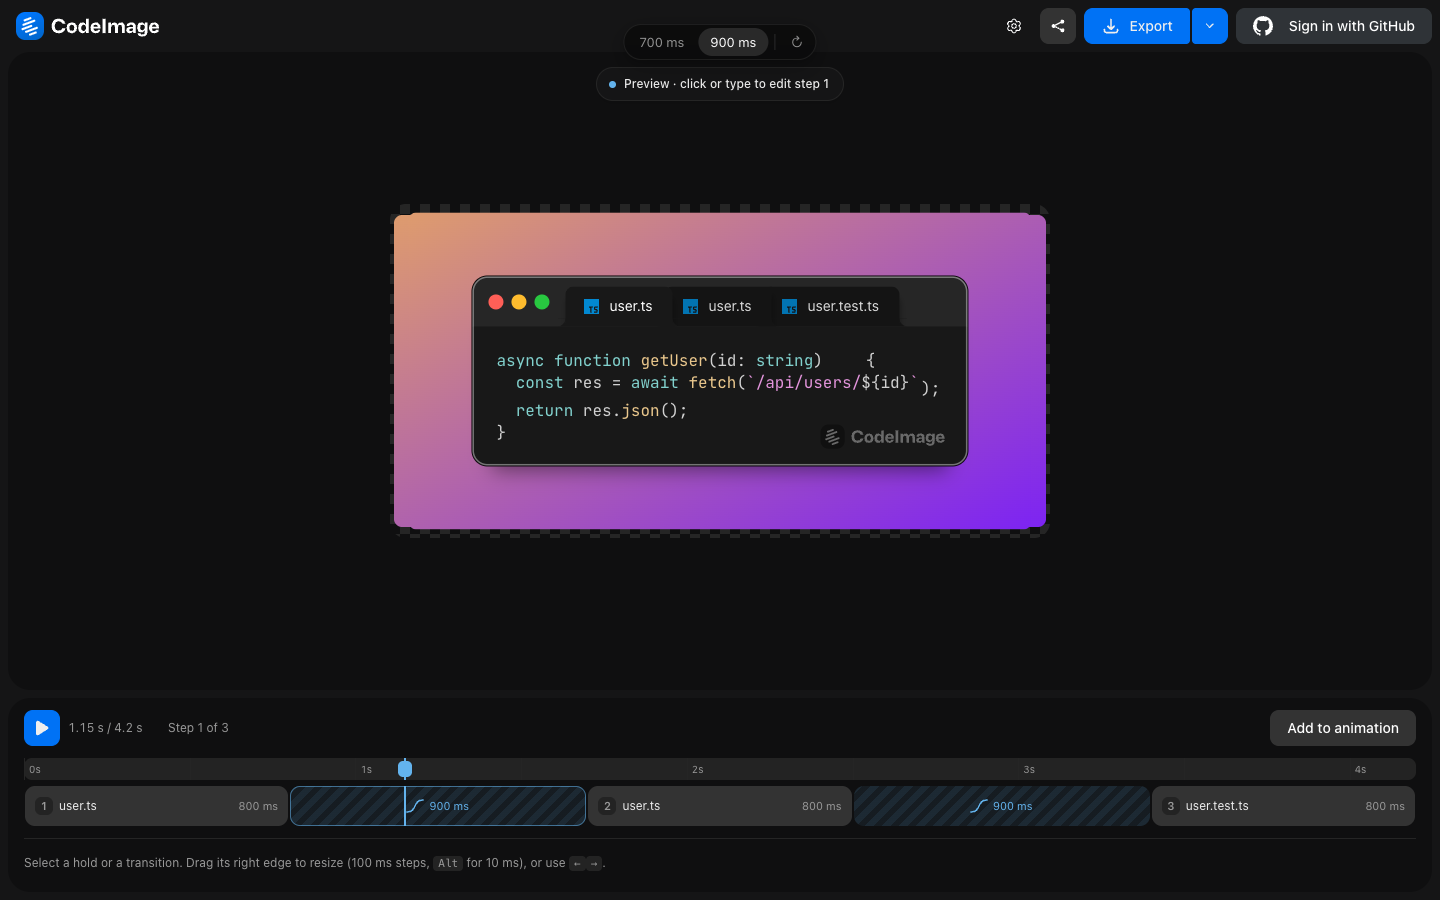 CodeImage
700 ms 900 ms
Export
Sign in with GitHub
Preview · click or type to edit step 1
user.ts user.ts user.test.ts
async function getUser(id: string) {
  const res = await fetch(`/api/users/${id}`);
  return res.json();
}
CodeImage
1.15 s / 4.2 s Step 1 of 3
Add to animation
0s 1s 2s 3s 4s
1 user.ts 800 ms 900 ms 2 user.ts 800 ms 900 ms 3 user.test.ts 800 ms
Select a hold or a transition. Drag its right edge to resize (100 ms steps, Alt for 10 ms), or use ← →.